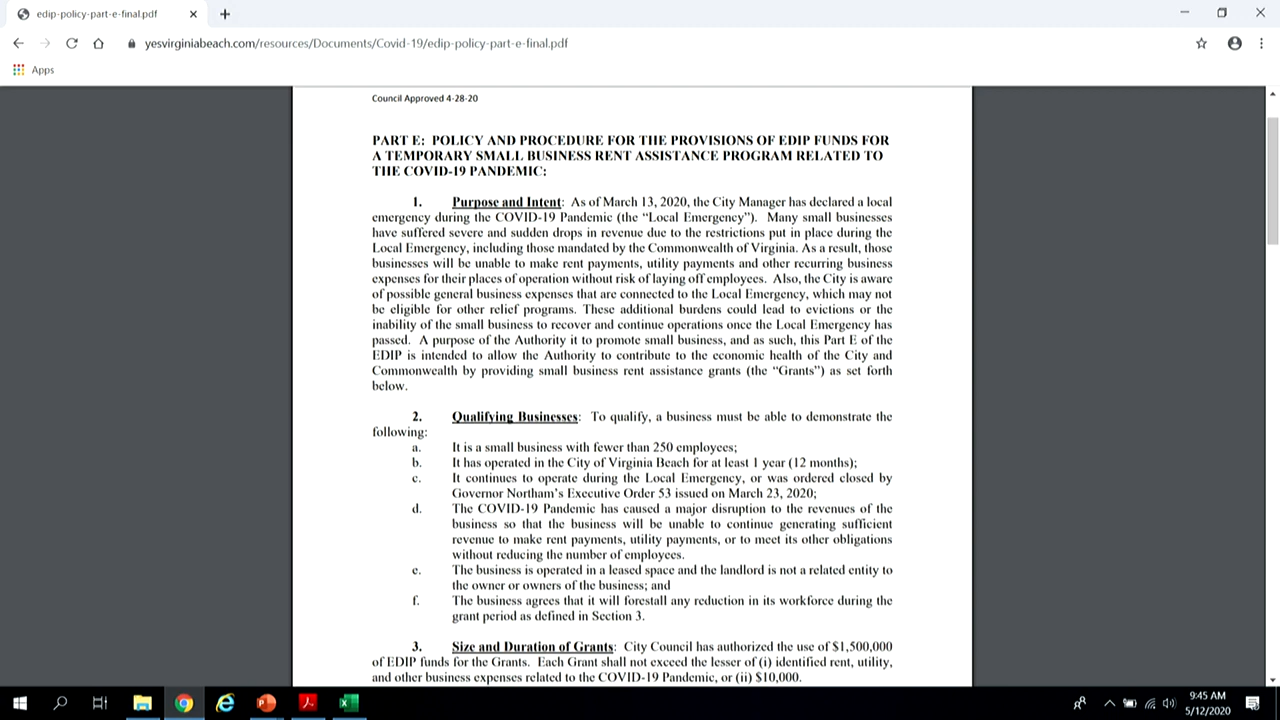 edip-policy-part-e-final.pdf
yesvirginiabeach.com/resources/Documents/Covid-19/edip-policy-part-e-final.pdf
Apps
Council Approved 4-28-20
PART E: POLICY AND PROCEDURE FOR THE PROVISIONS OF EDIP FUNDS FOR
A TEMPORARY SMALL BUSINESS RENT ASSISTANCE PROGRAM RELATED TO
THE COVID-19 PANDEMIC:
1. Purpose and Intent: As of March 13, 2020, the City Manager has declared a local
emergency during the COVID-19 Pandemic (the “Local Emergency”). Many small businesses
have suffered severe and sudden drops in revenue due to the restrictions put in place during the
Local Emergency, including those mandated by the Commonwealth of Virginia. As a result, those
businesses will be unable to make rent payments, utility payments and other recurring business
expenses for their places of operation without risk of laying off employees. Also, the City is aware
of possible general business expenses that are connected to the Local Emergency, which may not
be eligible for other relief programs. These additional burdens could lead to evictions or the
inability of the small business to recover and continue operations once the Local Emergency has
passed. A purpose of the Authority it to promote small business, and as such, this Part E of the
EDIP is intended to allow the Authority to contribute to the economic health of the City and
Commonwealth by providing small business rent assistance grants (the “Grants”) as set forth
below.
2. Qualifying Businesses: To qualify, a business must be able to demonstrate the
following:
a. It is a small business with fewer than 250 employees;
b. It has operated in the City of Virginia Beach for at least 1 year (12 months);
c. It continues to operate during the Local Emergency, or was ordered closed by
Governor Northam’s Executive Order 53 issued on March 23, 2020;
d. The COVID-19 Pandemic has caused a major disruption to the revenues of the
business so that the business will be unable to continue generating sufficient
revenue to make rent payments, utility payments, or to meet its other obligations
without reducing the number of employees.
e. The business is operated in a leased space and the landlord is not a related entity to
the owner or owners of the business; and
f. The business agrees that it will forestall any reduction in its workforce during the
grant period as defined in Section 3.
3. Size and Duration of Grants: City Council has authorized the use of $1,500,000
of EDIP funds for the Grants. Each Grant shall not exceed the lesser of (i) identified rent, utility,
and other business expenses related to the COVID-19 Pandemic, or (ii) $10,000.
9:45 AM
5/12/2020